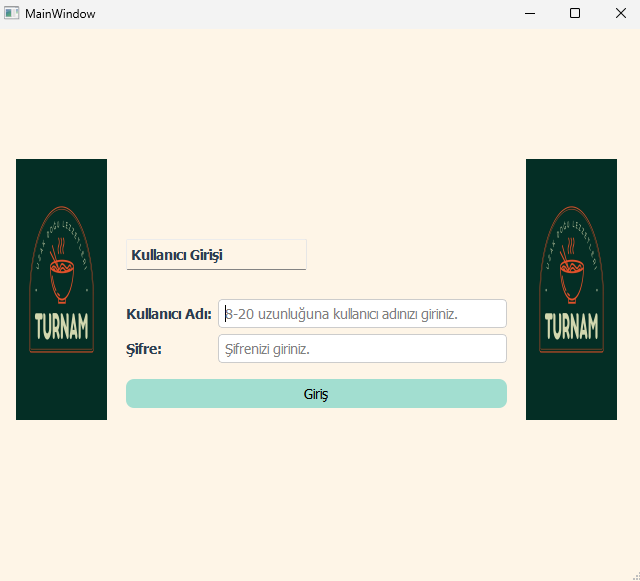 MainWindow
UZAK DOĞU LEZZETLERİ
TURNAM
Kullanıcı Girişi
Kullanıcı Adı:
8-20 uzunluğuna kullanıcı adınızı giriniz.
Şifre:
Şifrenizi giriniz.
Giriş
UZAK DOĞU LEZZETLERİ
TURNAM